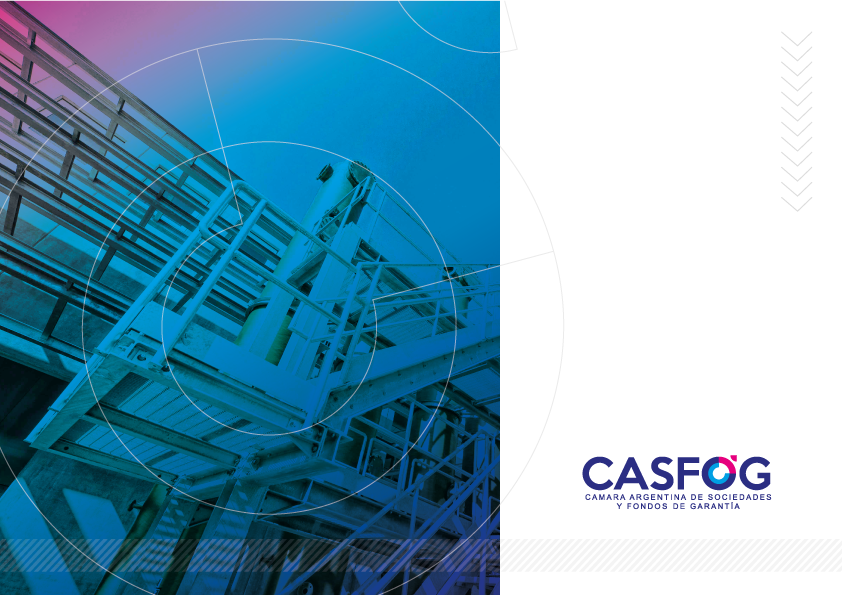 CASFOG
CAMARA ARGENTINA DE SOCIEDADES
Y FONDOS DE GARANTÍA